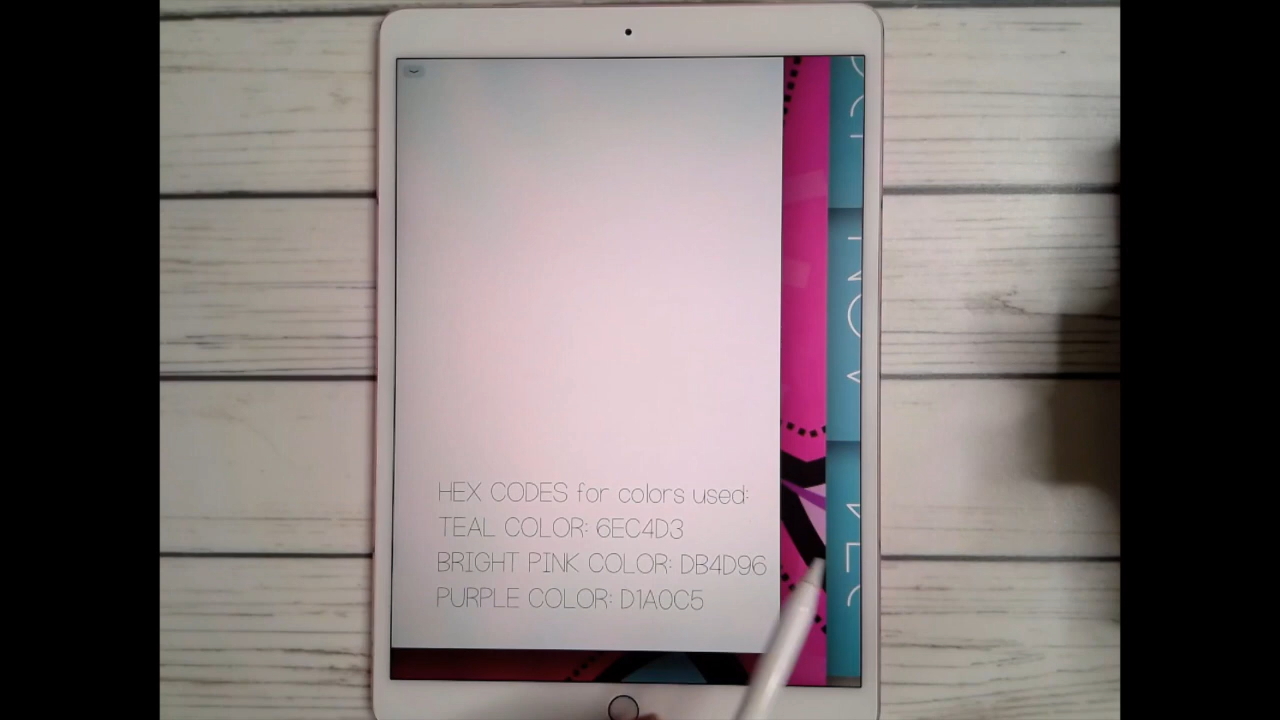 HEX CODES for colors used:
TEAL COLOR: 6EC4D3
BRIGHT PINK COLOR: DB4D96
PURPLE COLOR: D1A0C5